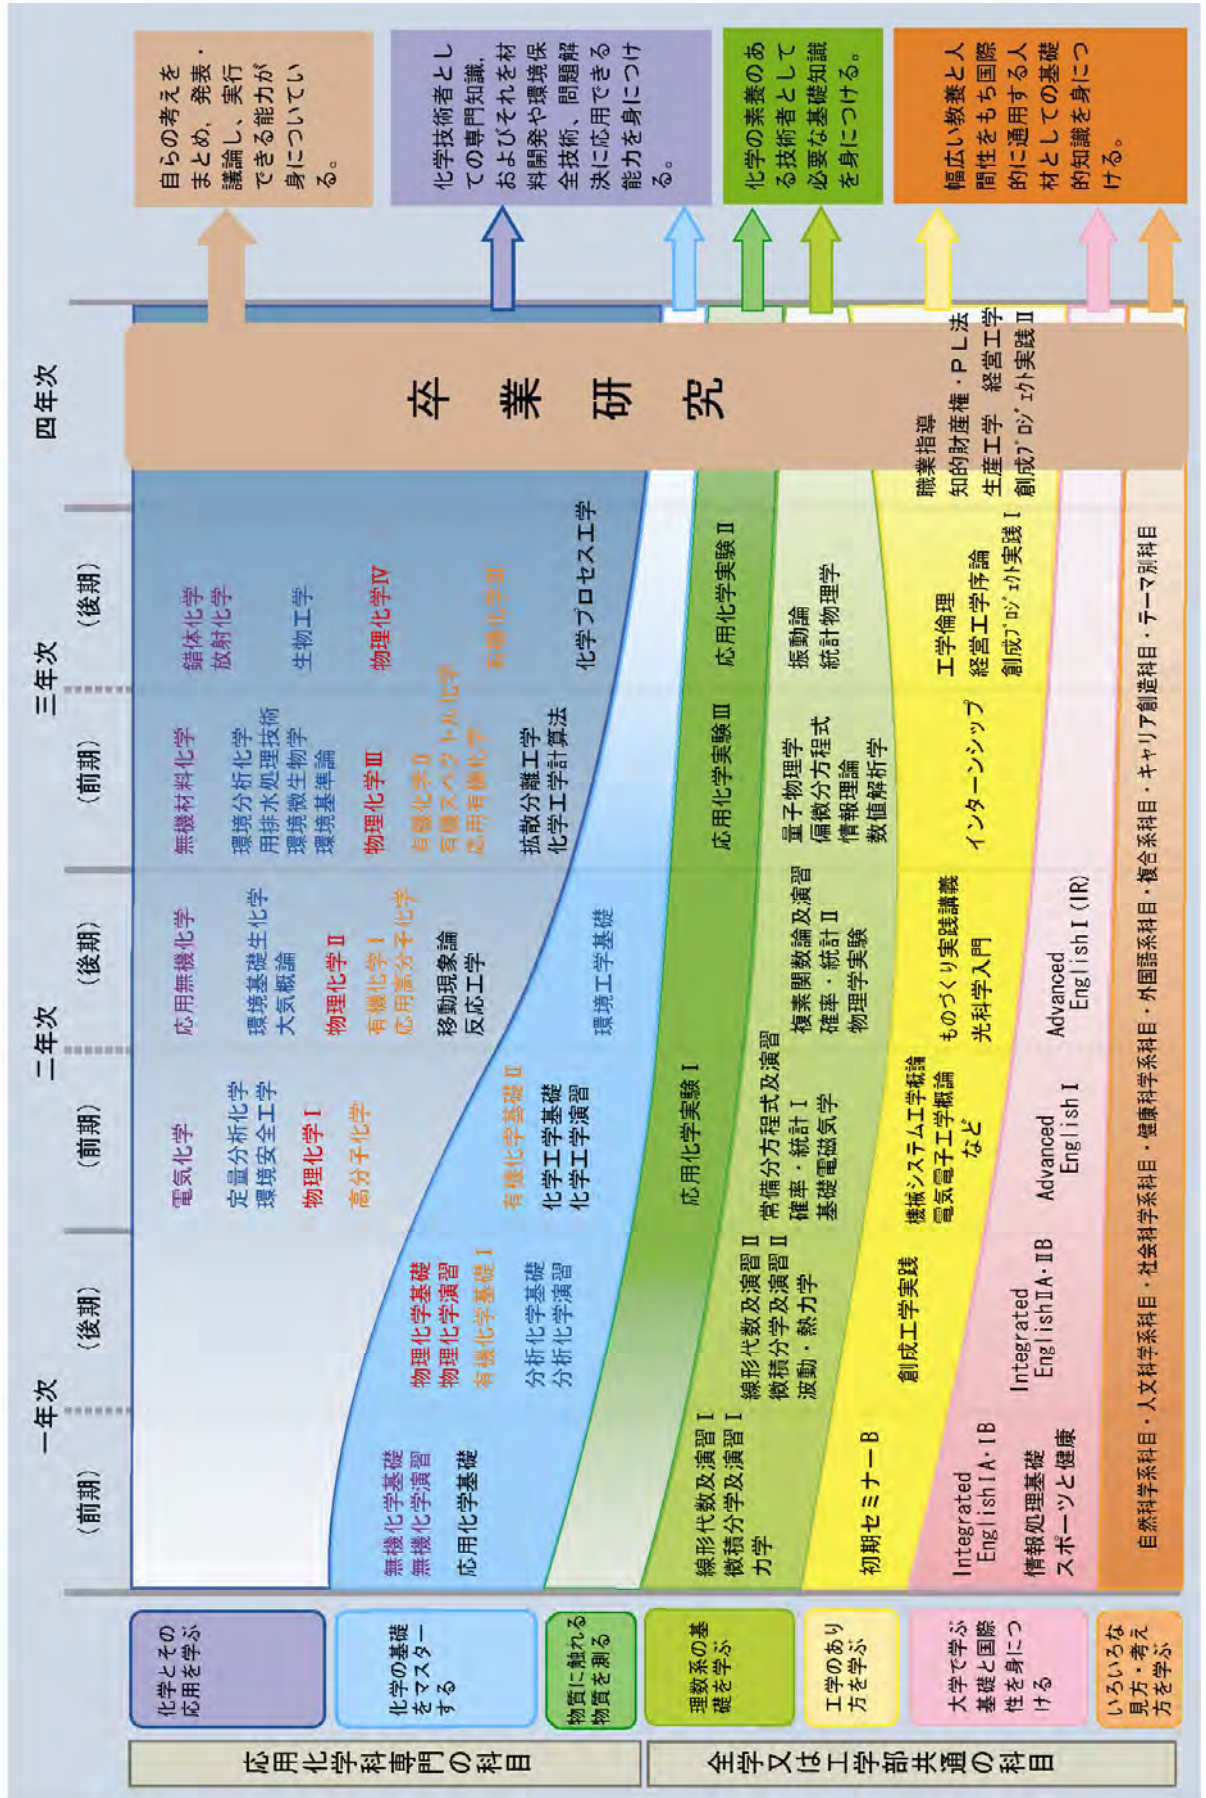 一年次
二年次
三年次
四年次
(前期)
(後期)
(前期)
(後期)
(前期)
(後期)
応用化学科専門の科目
全学又は工学部共通の科目
化学とその
応用を学ぶ
化学の基礎
をマスター
する
物質に触れる
物質を測る
理数系の基
礎を学ぶ
工学のあり
方を学ぶ
大学で学ぶ
基礎と国際
性を身につ
ける
いろいろな
見方・考え
方を学ぶ
電気化学
定量分析化学
環境安全工学
物理化学Ⅰ
高分子化学
応用無機化学
環境基礎生化学
大気概論
物理化学Ⅱ
有機化学Ⅰ
応用高分子化学
移動現象論
反応工学
無機材料化学
環境分析化学
用排水処理技術
環境微生物学
環境基準論
物理化学Ⅲ
有機化学Ⅱ
有機スペクトル化学
応用有機化学
拡散分離工学
化学工学計算法
錯体化学
放射化学
生物工学
物理化学Ⅳ
有機化学Ⅲ
化学プロセス工学
無機化学基礎
無機化学演習
応用化学基礎
物理化学基礎
物理化学演習
有機化学基礎Ⅰ
分析化学基礎
分析化学演習
有機化学基礎Ⅱ
化学工学基礎
化学工学演習
環境工学基礎
応用化学実験Ⅰ
応用化学実験Ⅲ
応用化学実験Ⅱ
線形代数及演習Ⅰ
微積分学及演習Ⅰ
力学
線形代数及演習Ⅱ
微積分学及演習Ⅱ
波動・熱力学
常備分方程式及演習
確率・統計Ⅰ
基礎電磁気学
複素関数論及演習
確率・統計Ⅱ
物理学実験
量子物理学
偏微分方程式
情報理論
数値解析学
振動論
統計物理学
初期セミナーB
創成工学実践
機械システム工学概論
電気電子工学概論
など
ものづくり実践講義
光科学入門
インターンシップ
工学倫理
経営工学序論
創成プロジェクト実践Ⅰ
職業指導
知的財産権・PL法
生産工学 経営工学
創成プロジェクト実践Ⅱ
Integrated
EnglishⅠA・ⅠB
情報処理基礎
スポーツと健康
Integrated
EnglishⅡA・ⅡB
Advanced
EnglishⅠ
Advanced
EnglishⅠ(IR)
自然科学系科目・人文科学系科目・社会科学系科目・健康科学系科目・外国語系科目・複合系科目・キャリア創造科目・テーマ別科目
卒業研究
自らの考えを
まとめ、発表・
議論し、実行
できる能力が
身についてい
る。
化学技術者とし
ての専門知識、
およびそれを材
料開発や環境保
全技術、問題解
決に応用できる
能力を身につけ
る。
化学の素養のあ
る技術者として
必要な基礎知識
を身につける。
幅広い教養と人
間性をもち国際
的に通用する人
材としての基礎
的知識を身につ
ける。